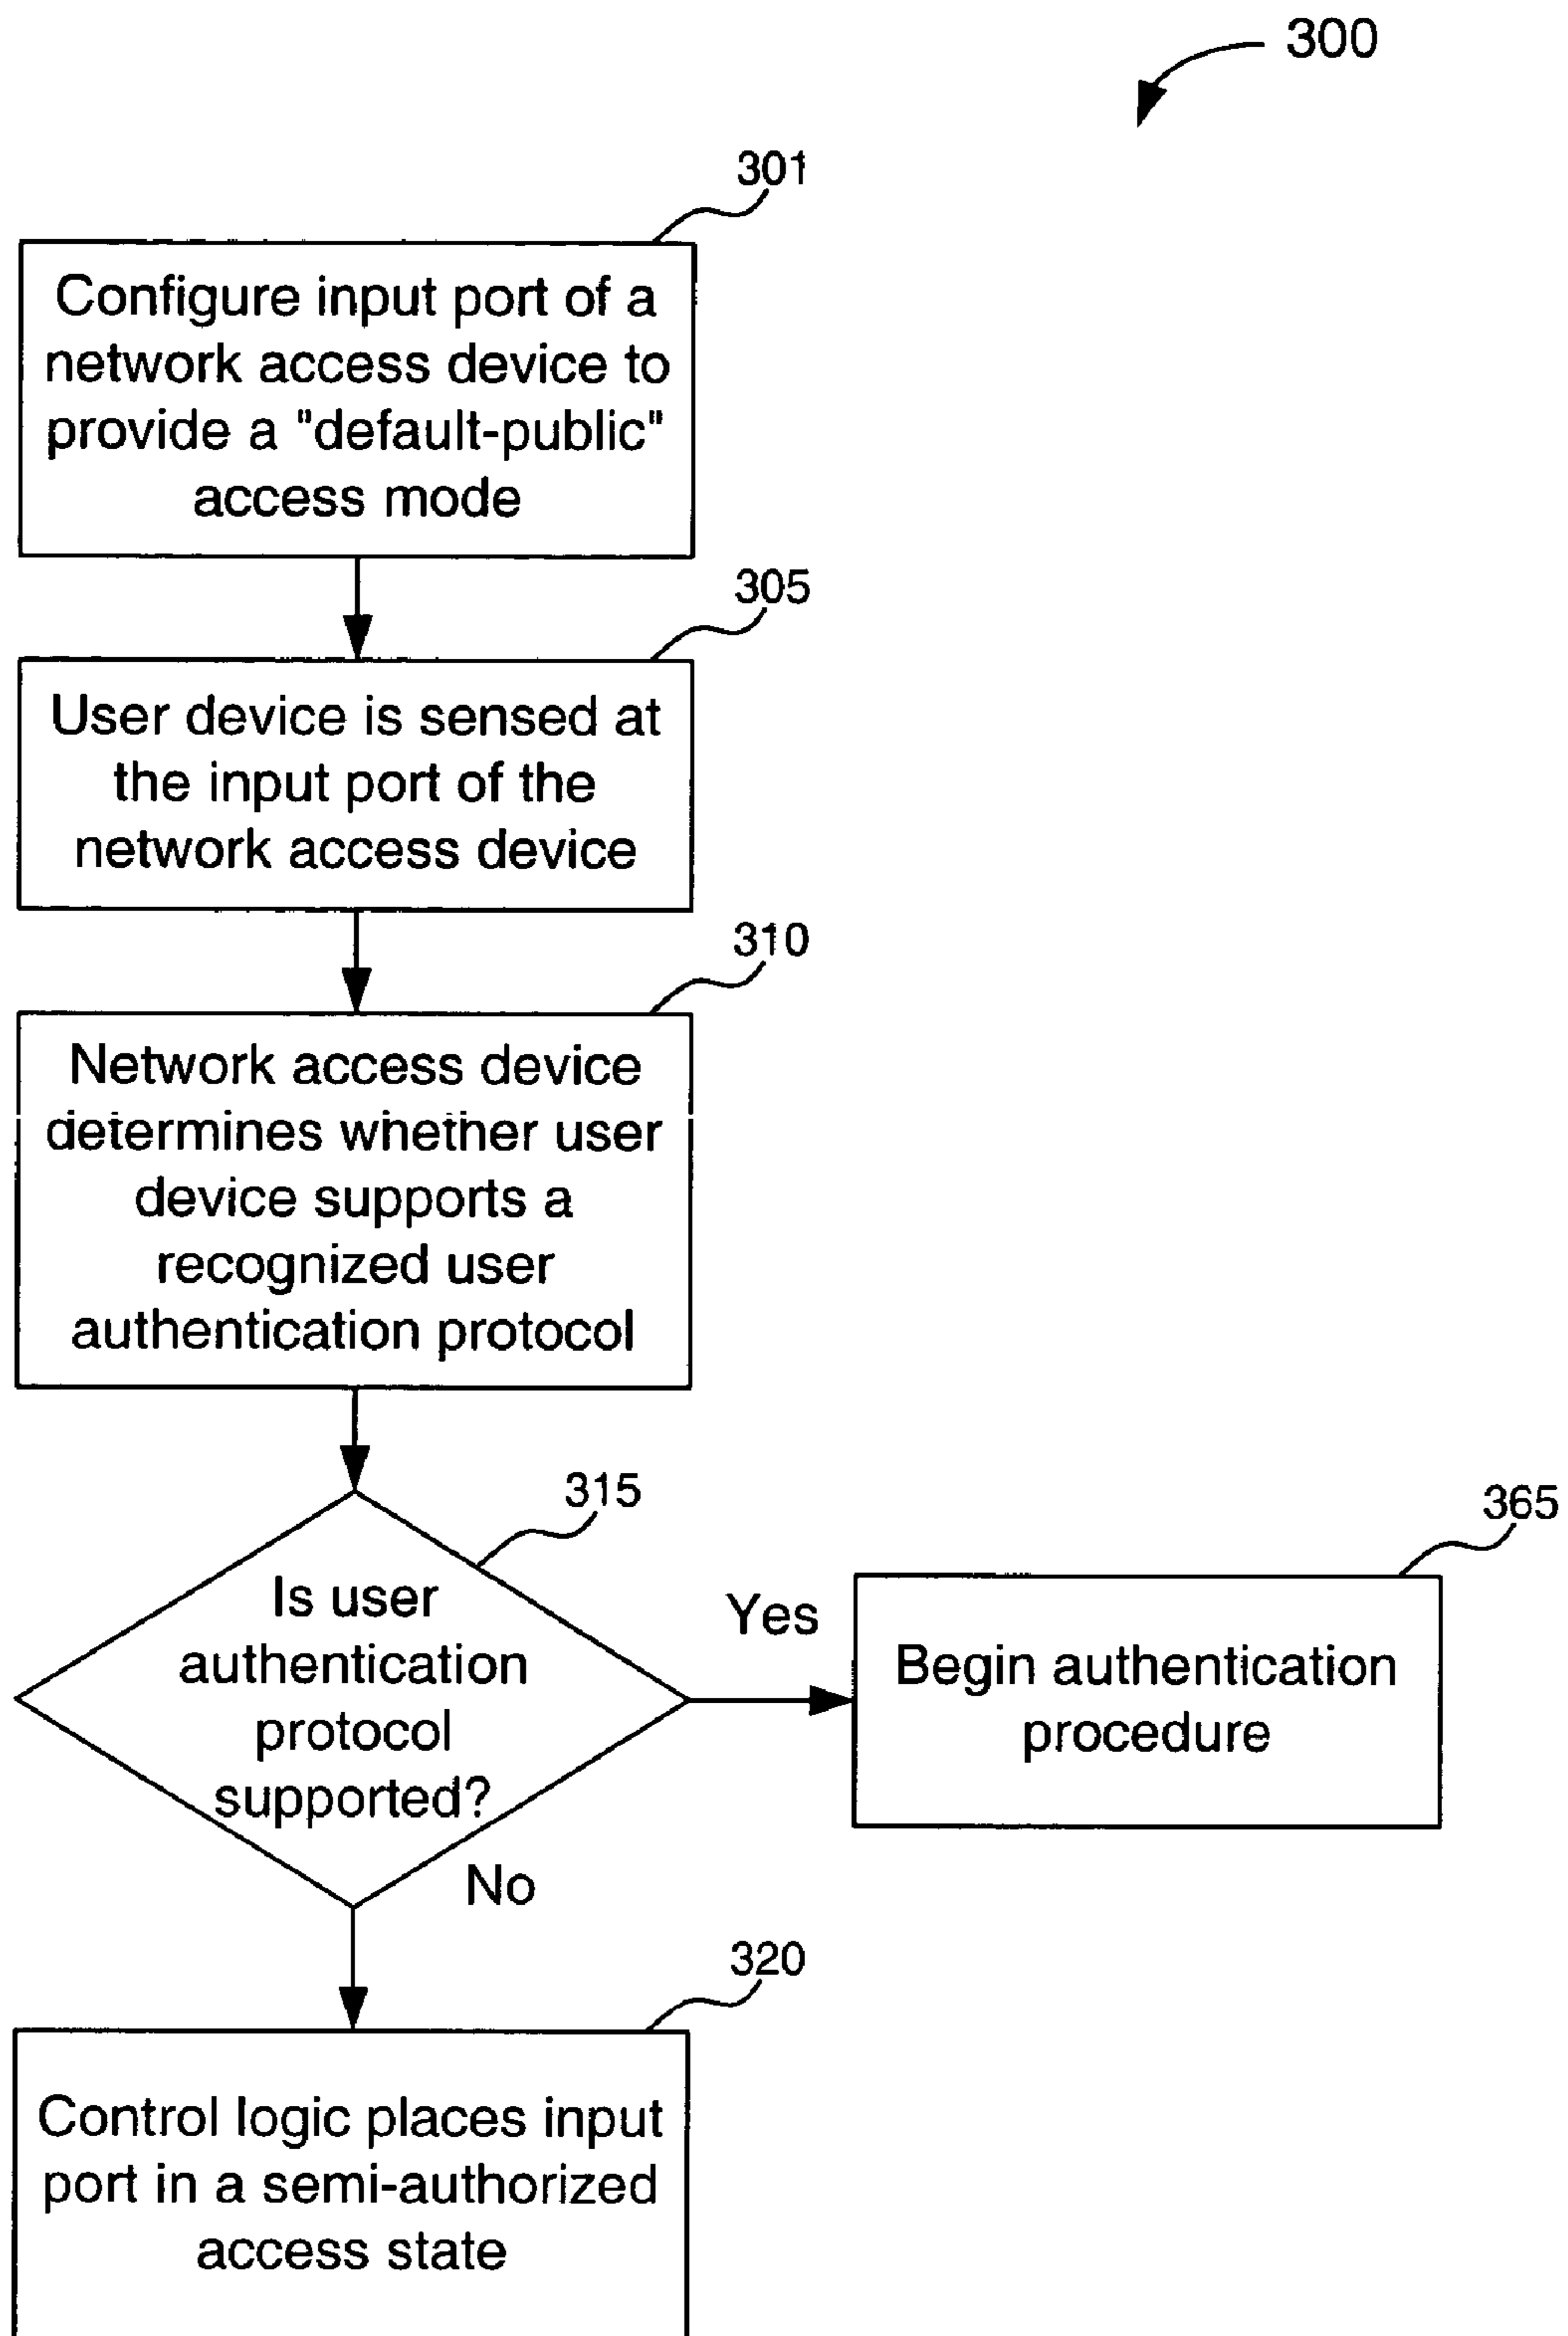 300
301
Configure input port of a
network access device to
provide a "default-public"
access mode
305
User device is sensed at
the input port of the
network access device
310
Network access device
determines whether user
device supports a
recognized user
authentication protocol
315
Is user
authentication
protocol
supported?
Yes
365
Begin authentication
procedure
No
320
Control logic places input
port in a semi-authorized
access state